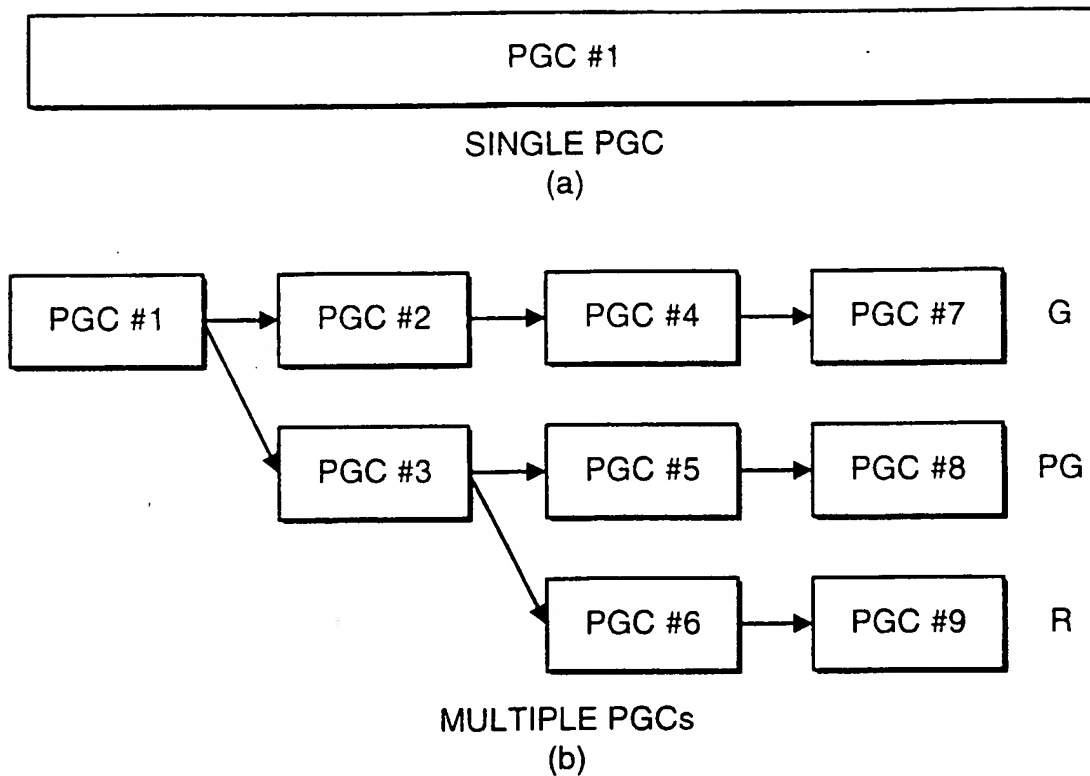 PGC #1
SINGLE PGC
(a)
PGC #1 PGC #2 PGC #4 PGC #7 G
PGC #3 PGC #5 PGC #8 PG
PGC #6 PGC #9 R
MULTIPLE PGCs
(b)